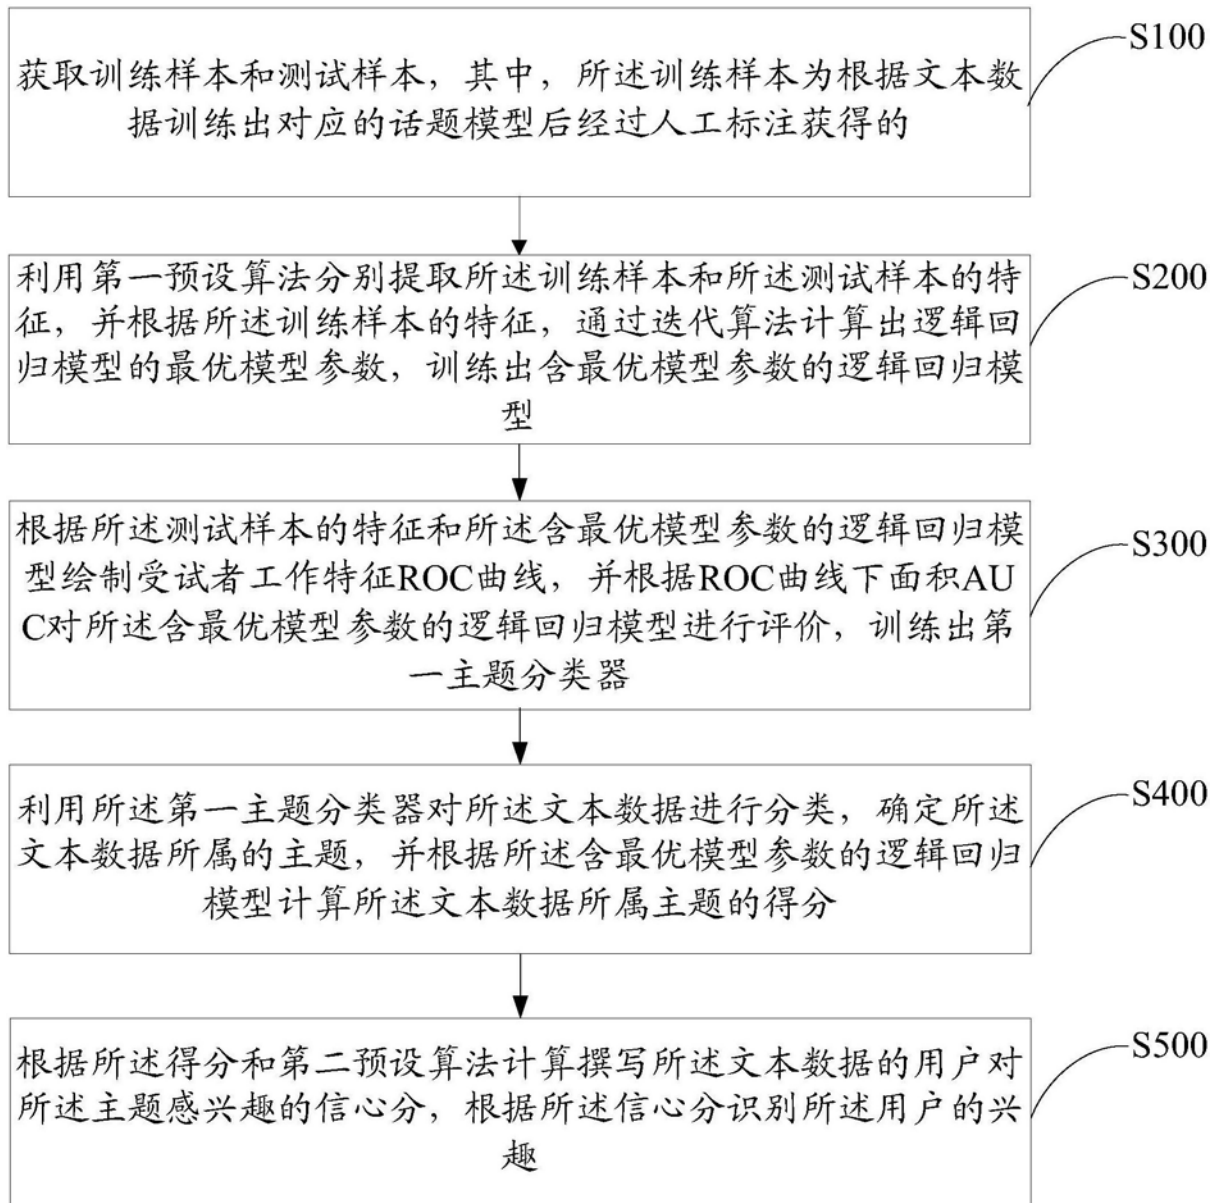 获取训练样本和测试样本，其中，所述训练样本为根据文本数
据训练出对应的话题模型后经过人工标注获得的
S100
利用第一预设算法分别提取所述训练样本和所述测试样本的特
征，并根据所述训练样本的特征，通过迭代算法计算出逻辑回
归模型的最优模型参数，训练出含最优模型参数的逻辑回归模
型
S200
根据所述测试样本的特征和所述含最优模型参数的逻辑回归模
型绘制受试者工作特征ROC曲线，并根据ROC曲线下面积AU
C对所述含最优模型参数的逻辑回归模型进行评价，训练出第
一主题分类器
S300
利用所述第一主题分类器对所述文本数据进行分类，确定所述
文本数据所属的主题，并根据所述含最优模型参数的逻辑回归
模型计算所述文本数据所属主题的得分
S400
根据所述得分和第二预设算法计算撰写所述文本数据的用户对
所述主题感兴趣的信心分，根据所述信心分识别所述用户的兴
趣
S500